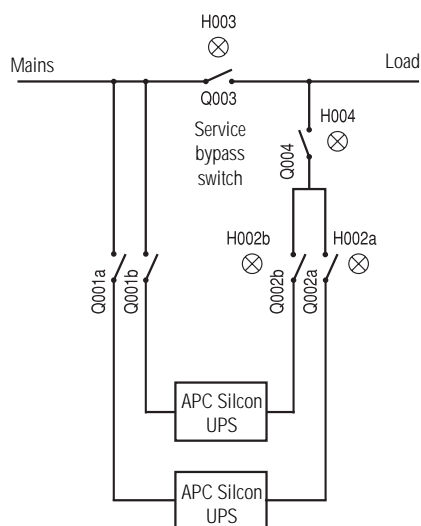 H003
Mains
Load
Q003
H004
Service
bypass
switch
Q004
H002b
H002a
Q001a
Q001b
Q002b
Q002a
APC Silcon
UPS
APC Silcon
UPS